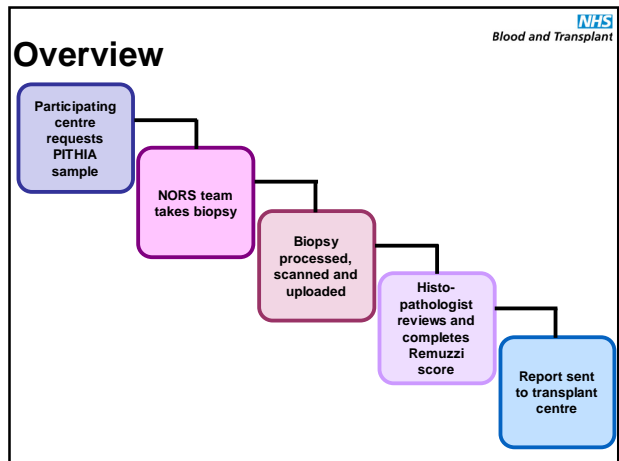 NHS
Blood and Transplant
Overview
Participating
centre
requests
PITHIA
sample
NORS team
takes biopsy
Biopsy
processed,
scanned and
uploaded
Histo-
pathologist
reviews and
completes
Remuzzi
score
Report sent
to transplant
centre